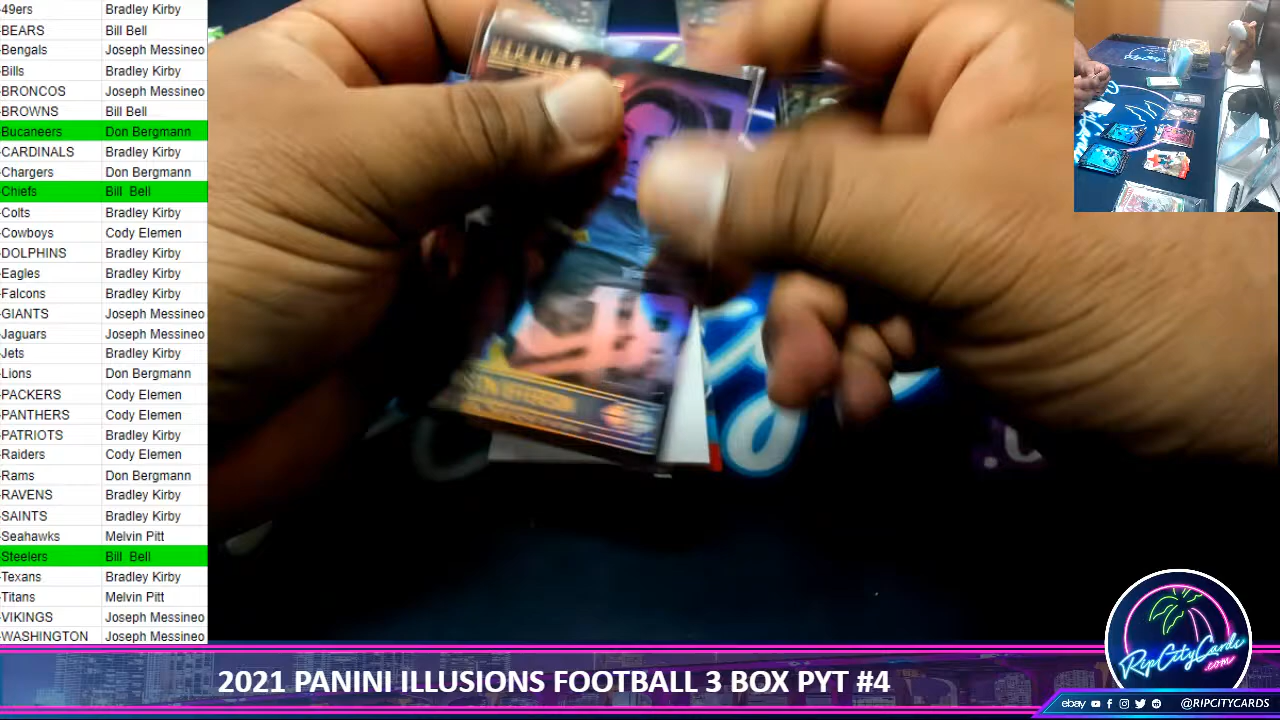 -49ers Bradley Kirby
-BEARS Bill Bell
-Bengals Joseph Messineo
-Bills Bradley Kirby
-BRONCOS Joseph Messineo
-BROWNS Bill Bell
-Bucaneers Don Bergmann
-CARDINALS Bradley Kirby
-Chargers Don Bergmann
-Chiefs Bill Bell
-Colts Bradley Kirby
-Cowboys Cody Elemen
-DOLPHINS Bradley Kirby
-Eagles Bradley Kirby
-Falcons Bradley Kirby
-GIANTS Joseph Messineo
-Jaguars Joseph Messineo
-Jets Bradley Kirby
-Lions Don Bergmann
-PACKERS Cody Elemen
-PANTHERS Cody Elemen
-PATRIOTS Bradley Kirby
-Raiders Cody Elemen
-Rams Don Bergmann
-RAVENS Bradley Kirby
-SAINTS Bradley Kirby
-Seahawks Melvin Pitt
-Steelers Bill Bell
-Texans Bradley Kirby
-Titans Melvin Pitt
-VIKINGS Joseph Messineo
-WASHINGTON Joseph Messineo
2021 PANINI ILLUSIONS FOOTBALL 3 BOX PYT #4
RipCityCards
.com
ebay @RIPCITYCARDS